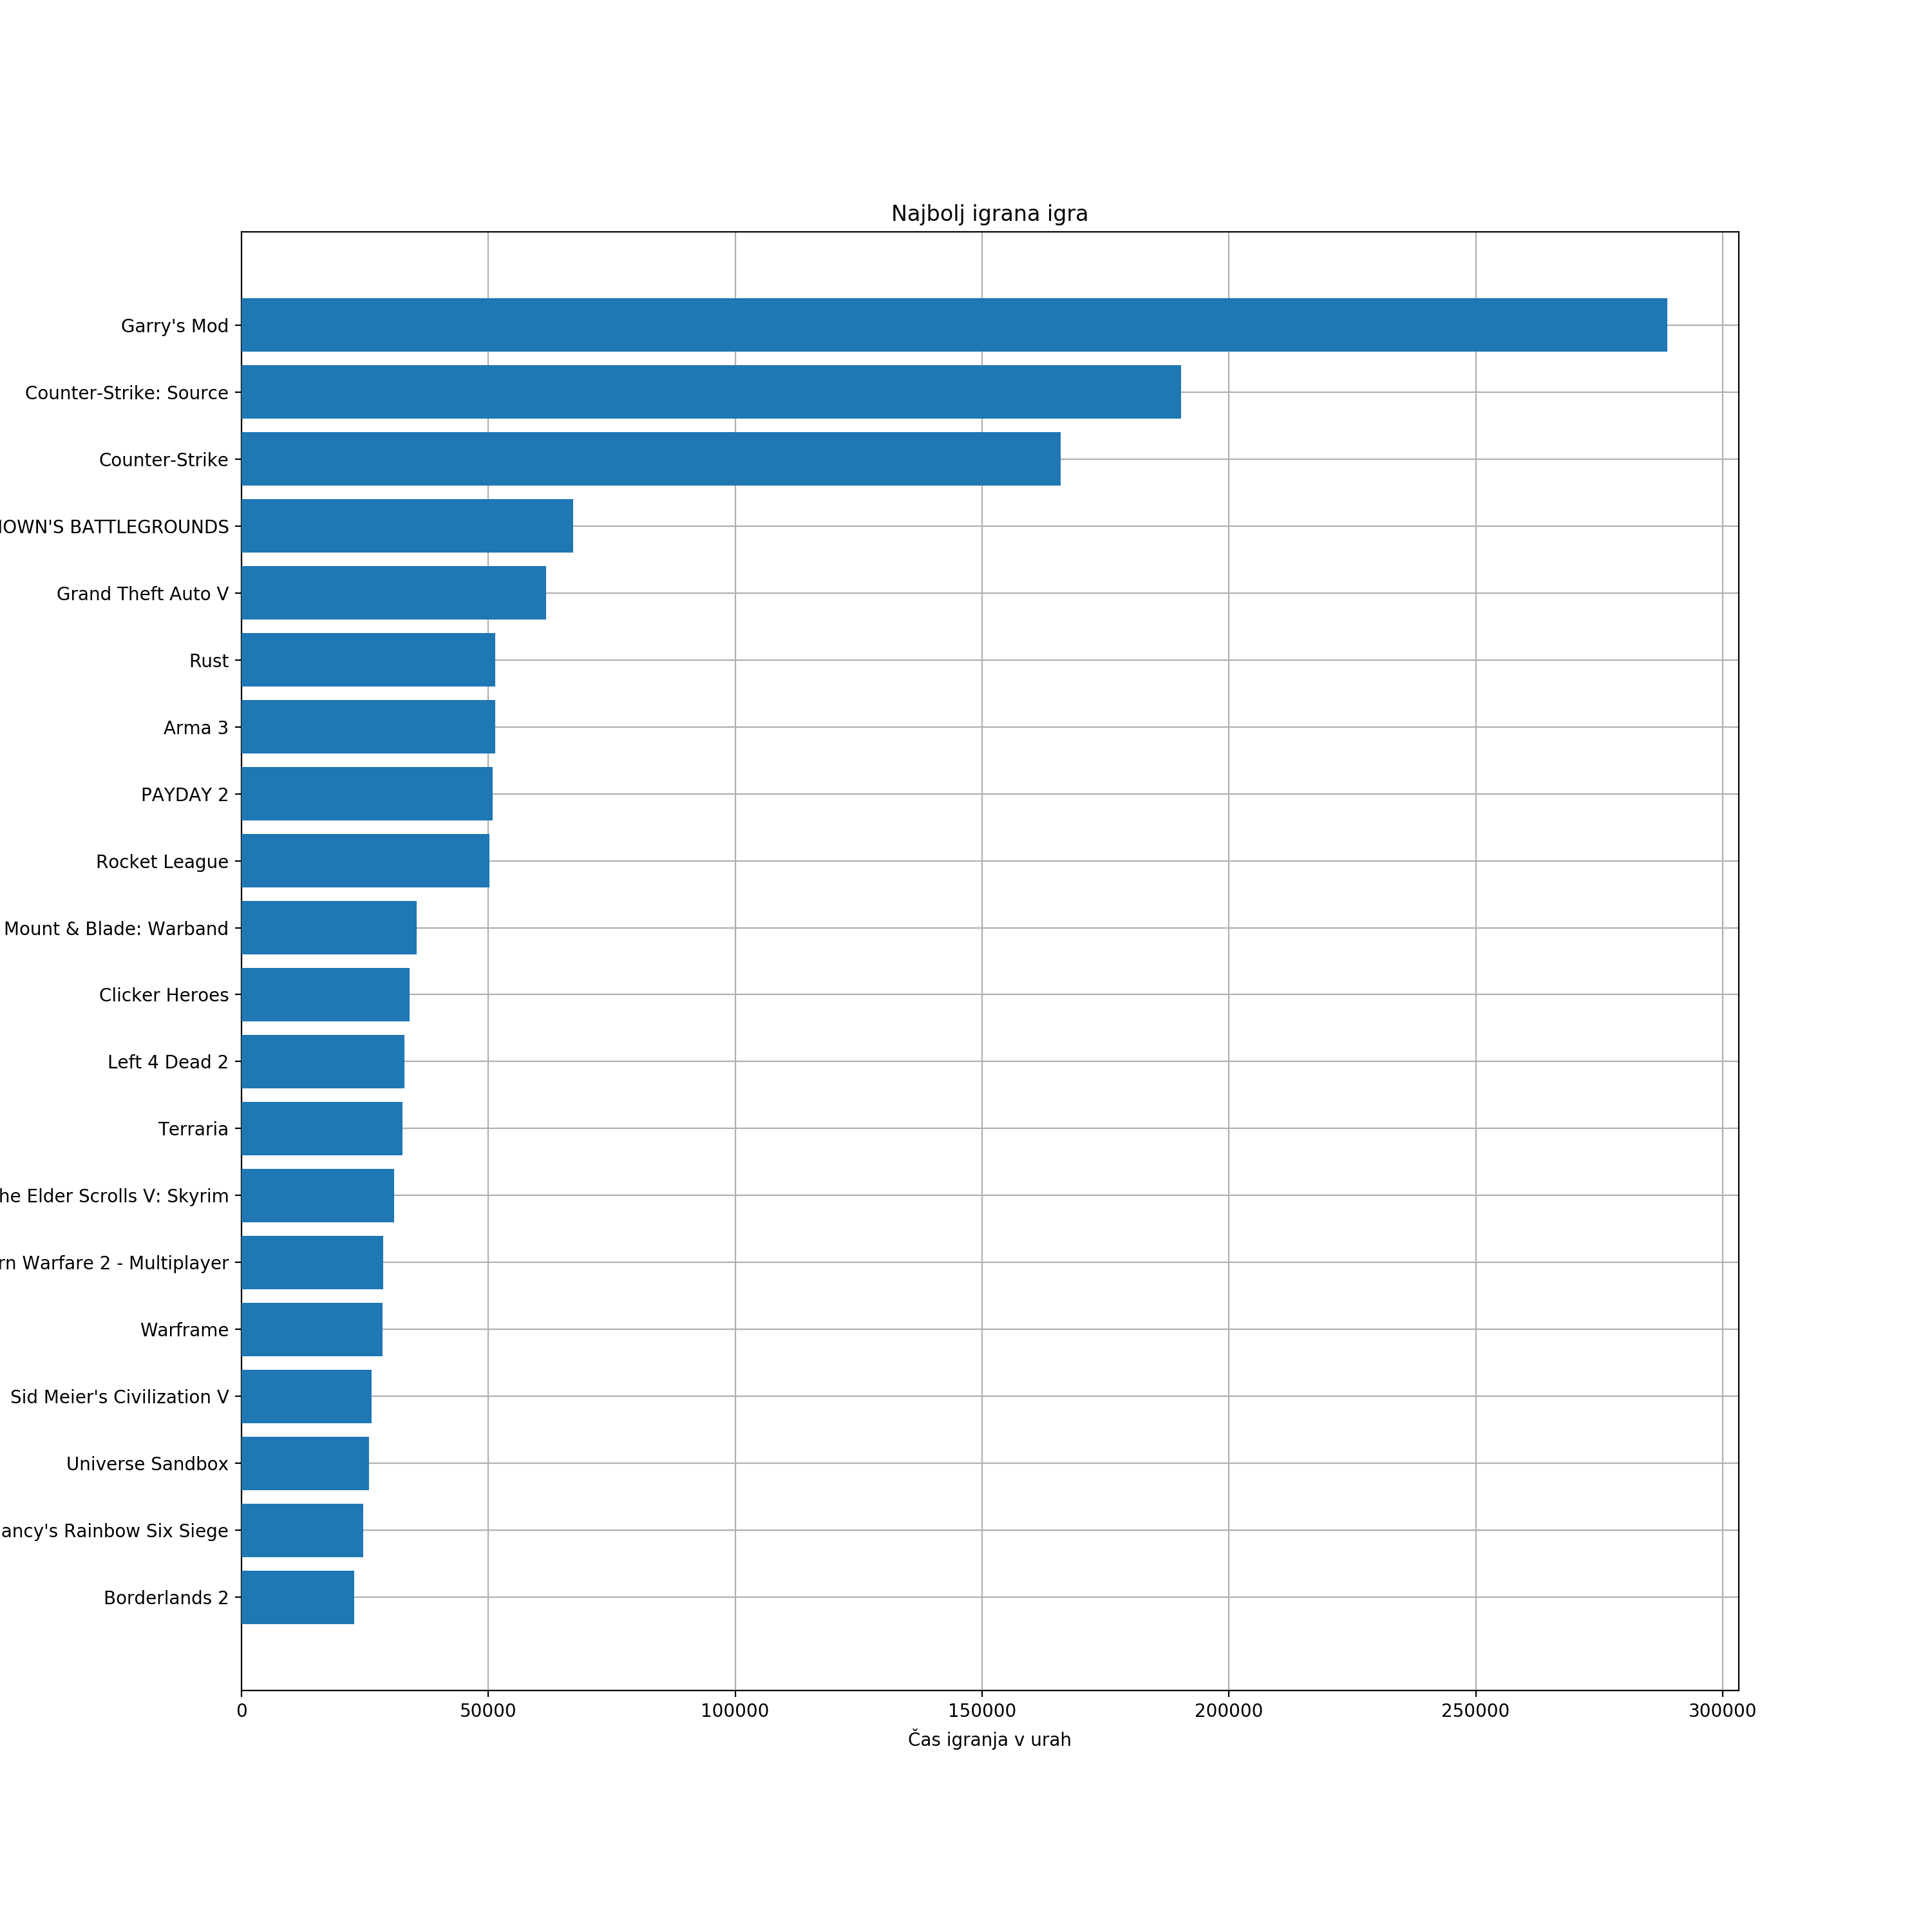 Najbolj igrana igra
Garry's Mod
Counter-Strike: Source
Counter-Strike
BATTLEGROUNDS
Grand Theft Auto V
Rust
Arma 3
PAYDAY 2
Rocket League
Mount & Blade: Warband
Clicker Heroes
Left 4 Dead 2
Terraria
he Elder Scrolls V: Skyrim
rn Warfare 2 - Multiplayer
Warframe
Sid Meier's Civilization V
Universe Sandbox
ancy's Rainbow Six Siege
Borderlands 2
0 50000 100000 150000 200000 250000 300000
Čas igranja v urah